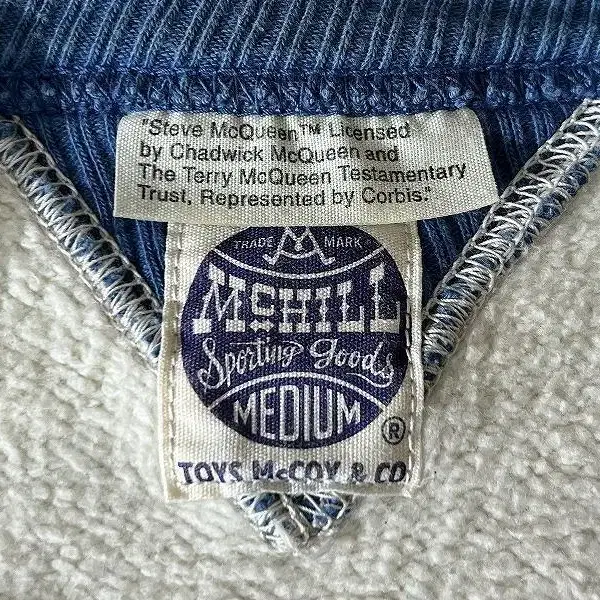 "Steve McQueen™ Licensed
by Chadwick McQueen and
The Terry McQueen Testamentary
Trust, Represented by Corbis."
TRADE MARK
McHILL
Sporting Goods
MEDIUM
®
TOYS McCOY & CO